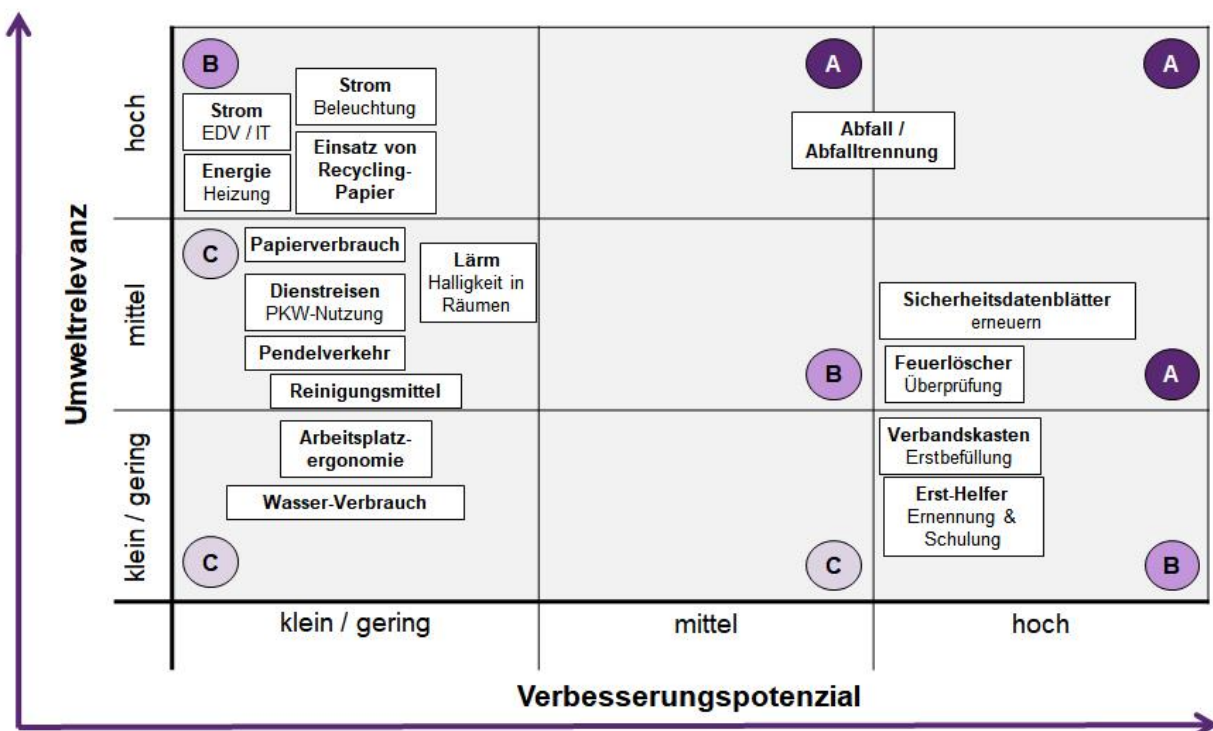 Umweltrelevanz
hoch
B
A
A
Strom
EDV / IT
Strom
Beleuchtung
Energie
Heizung
Einsatz von
Recycling-
Papier
Abfall /
Abfalltrennung
mittel
C
Papierverbrauch
Lärm
Halligkeit in
Räumen
Dienstreisen
PKW-Nutzung
Pendelverkehr
Reinigungsmittel
B
Sicherheitsdatenblätter
erneuern
Feuerlöscher
Überprüfung
A
klein / gering
Arbeitsplatz-
ergonomie
Wasser-Verbrauch
C
C
Verbandskasten
Erstbefüllung
Erst-Helfer
Ernennung &
Schulung
B
klein / gering
mittel
hoch
Verbesserungspotenzial